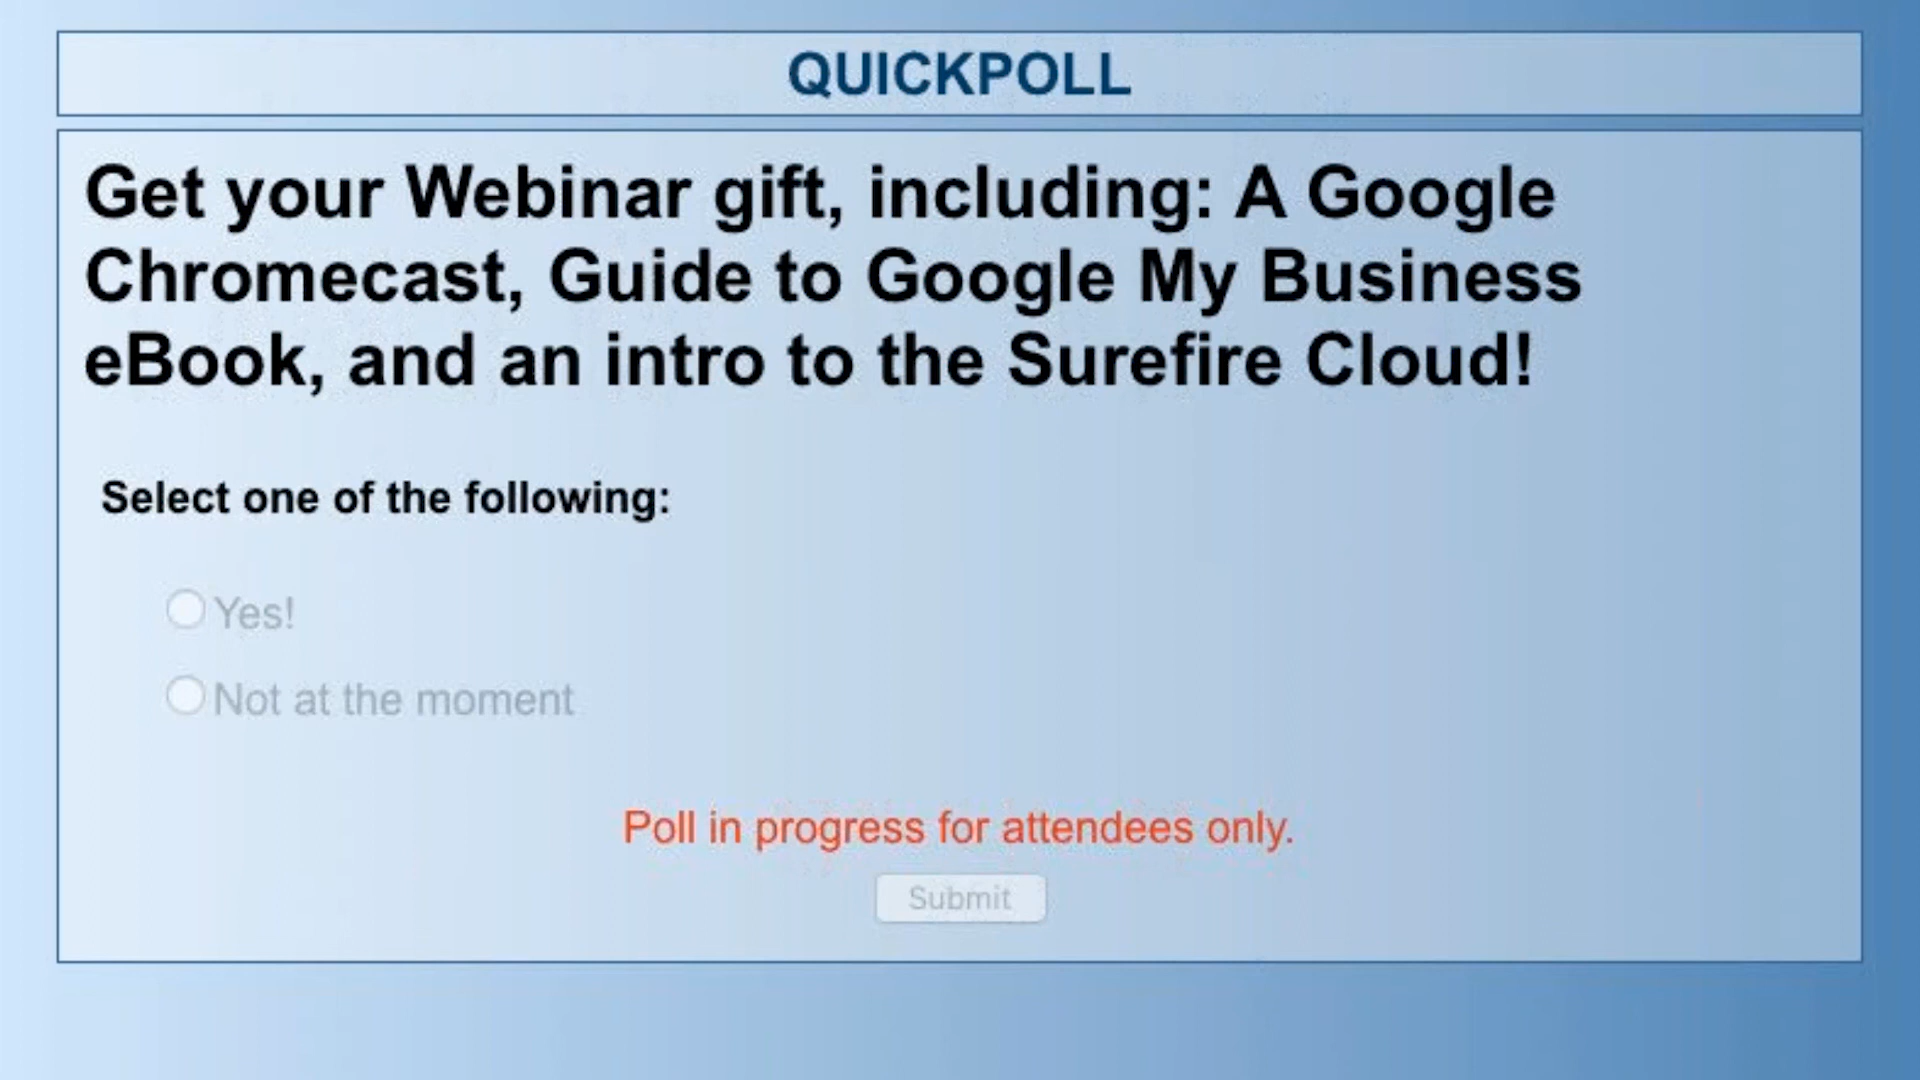 QUICKPOLL
Get your Webinar gift, including: A Google
Chromecast, Guide to Google My Business
eBook, and an intro to the Surefire Cloud!
Select one of the following:
Yes!
Not at the moment
Poll in progress for attendees only.
Submit